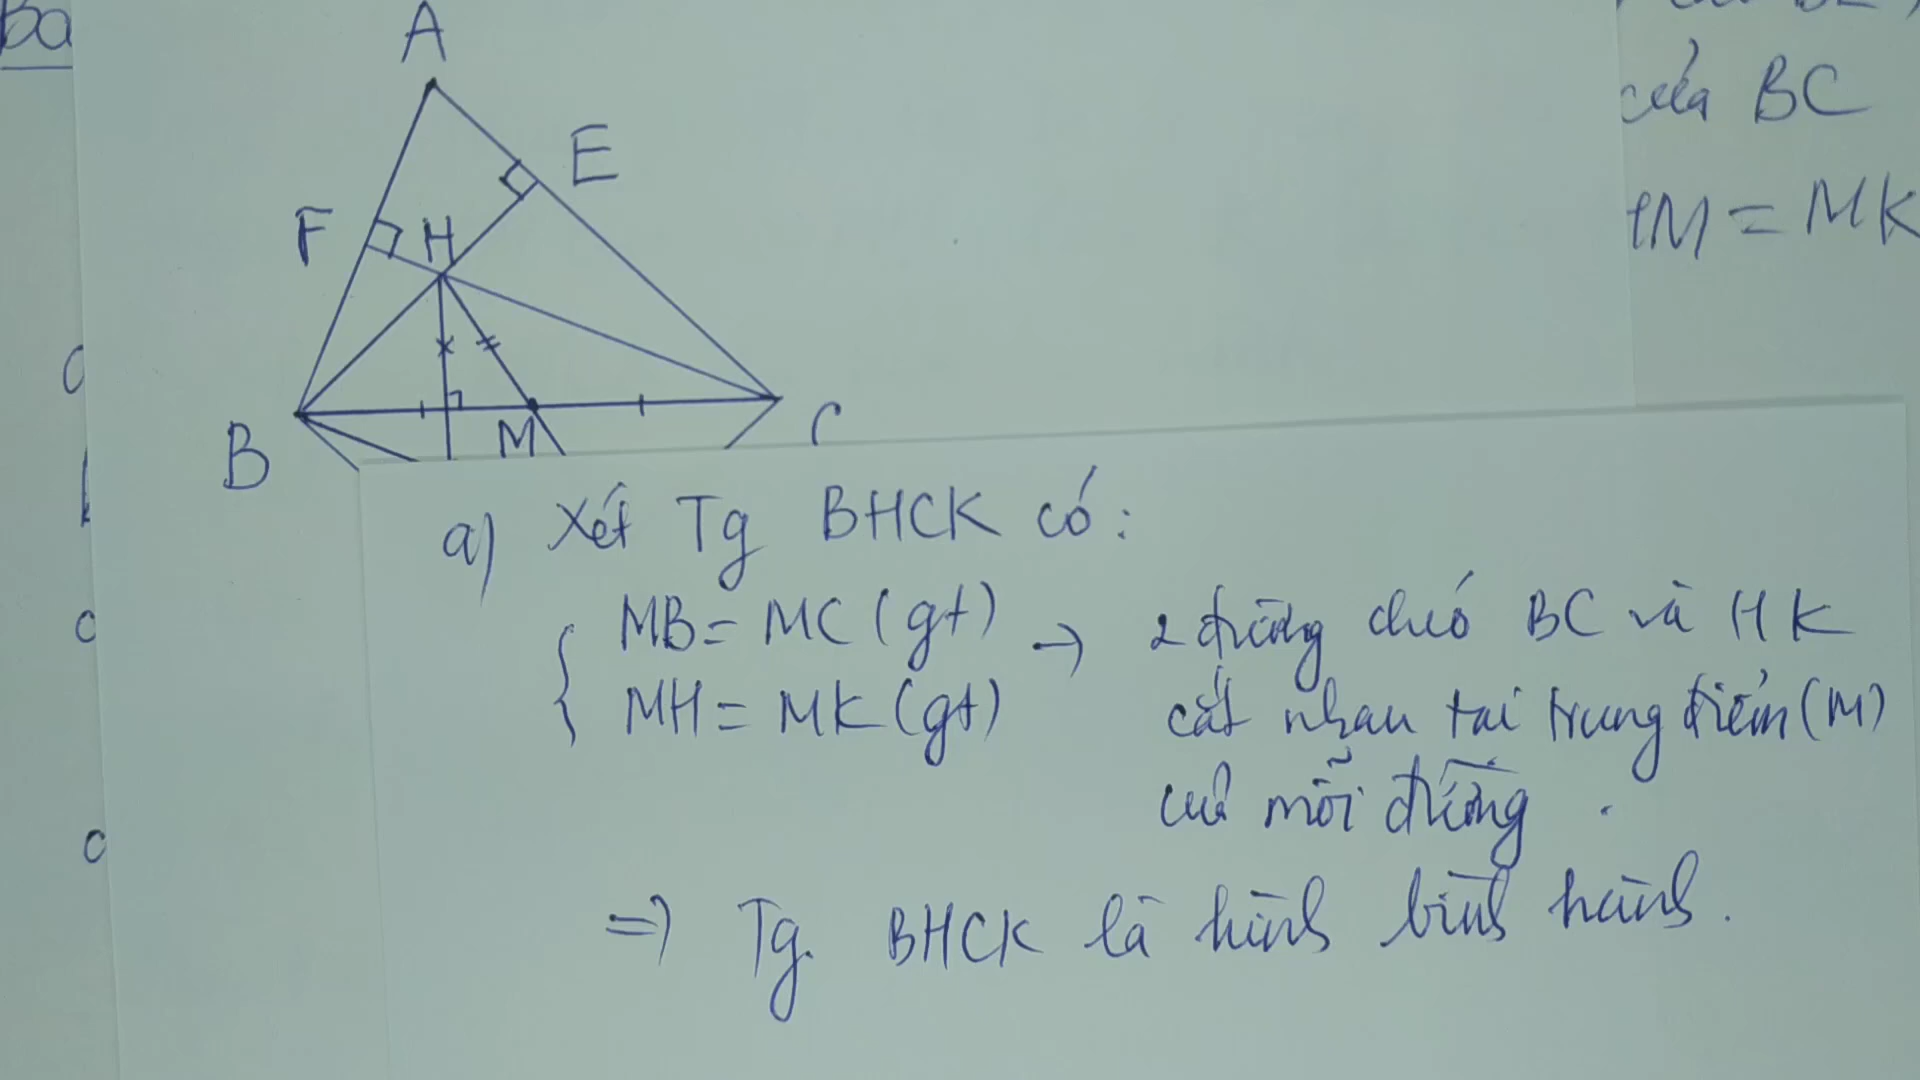 A
E
F
H
B
M
của BC
HM = MK
a) Xét Tg BHCK có:
MB = MC (gt) → 2 đường chéo BC và HK
MH = MK (gt) cắt nhau tại trung điểm (M)
của mỗi đường.
=> Tg. BHCK là hình bình hành.